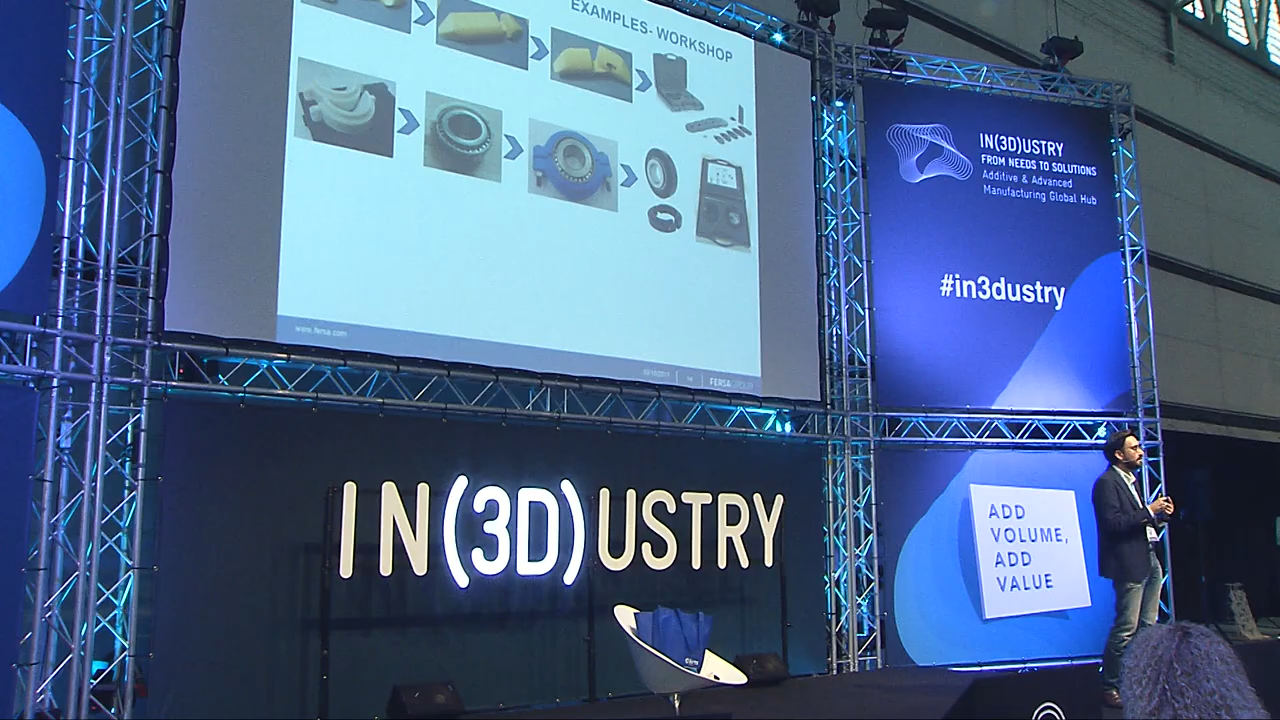 EXAMPLES- WORKSHOP
www.fersa.com
FERSAGROUP
IN(3D)USTRY
FROM NEEDS TO SOLUTIONS
Additive & Advanced
Manufacturing Global Hub
#in3dustry
IN(3D)USTRY
ADD
VOLUME,
ADD
VALUE